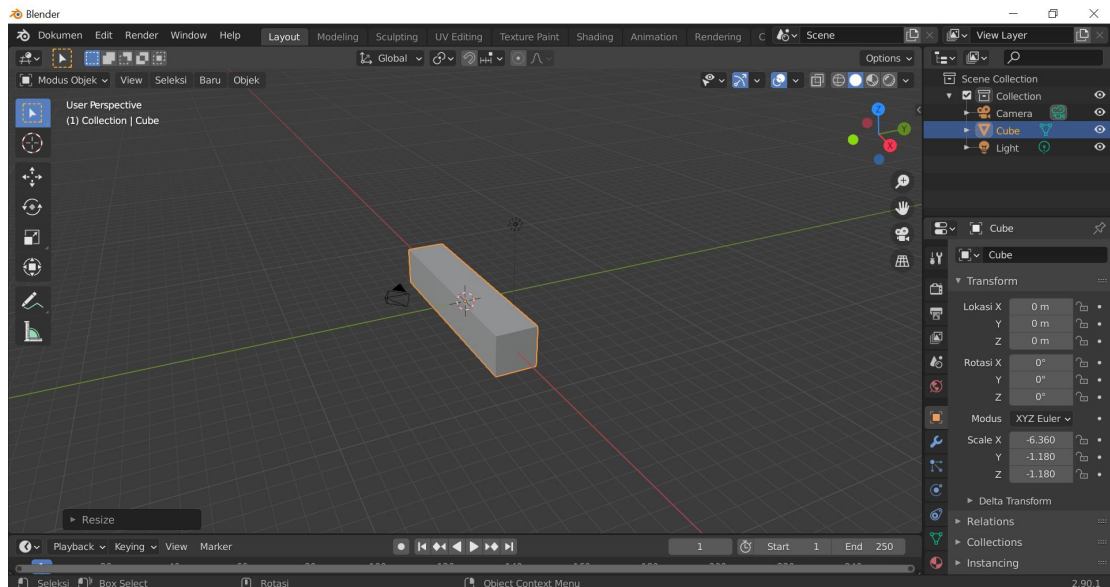 Blender
Dokumen Edit Render Window Help Layout Modeling Sculpting UV Editing Texture Paint Shading Animation Rendering C Scene View Layer
Global Options
Modus Objek View Seleksi Baru Objek
User Perspective
(1) Collection | Cube
Z
Y
X
Resize
Scene Collection
Collection
Camera
Cube
Light
Cube
Cube
Transform
Lokasi X 0 m
Y 0 m
Z 0 m
Rotasi X 0°
Y 0°
Z 0°
Modus XYZ Euler
Scale X -6.360
Y -1.180
Z -1.180
Delta Transform
Relations
Collections
Instancing
Playback Keying View Marker 1 Start 1 End 250
Seleksi Box Select Rotasi Object Context Menu 2.90.1